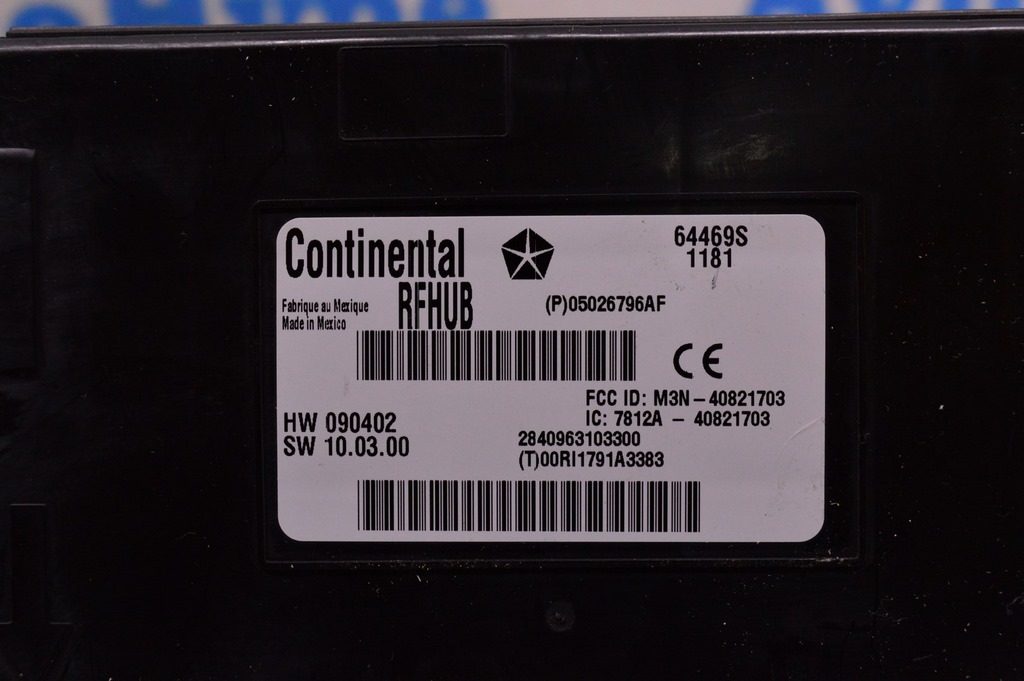 Continental
64469S
1181
Fabrique au Mexique
Made in Mexico
RFHUB
(P)05026796AF
CE
FCC ID: M3N-40821703
IC: 7812A - 40821703
HW 090402
SW 10.03.00
2840963103300
(T)00RI1791A3383